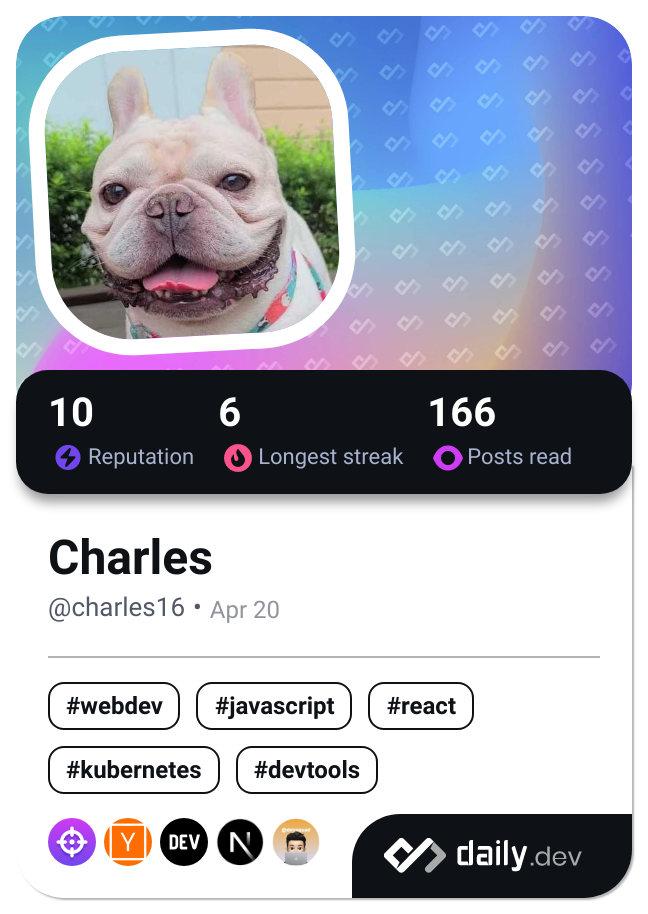 10 6 166
Reputation Longest streak Posts read
Charles
@charles16 • Apr 20
#webdev #javascript #react
#kubernetes #devtools
Y DEV N
daily.dev